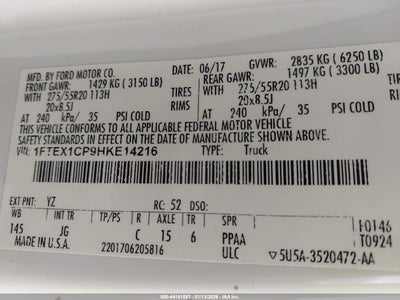 MFD. BY FORD MOTOR CO.
DATE: 06/17 GVWR: 2835 KG ( 6250 LB)
FRONT GAWR: 1429 KG ( 3150 LB) REAR GAWR: 1497 KG ( 3300 LB)
WITH 275/55R20 113H TIRES WITH 275/55R20 113H
20x8.5J RIMS 20x8.5J
AT 240 kPa/ 35 PSI COLD AT 240 kPa/ 35 PSI COLD
THIS VEHICLE CONFORMS TO ALL APPLICABLE FEDERAL MOTOR VEHICLE
SAFETY STANDARDS IN EFFECT ON THE DATE OF MANUFACTURE SHOWN ABOVE.
VIN: 1FTEX1CP9HKE14216 TYPE: Truck
EXT PNT: YZ RC: 52 DSO:
WB INT TR TP/PS R AXLE TR SPR
145 JG C 15 6 PPAA F0146
MADE IN U.S.A. 2201706205816 ULC T0924
▽5U5A-3520472-AA
000-44141591 - 01/13/2026 -